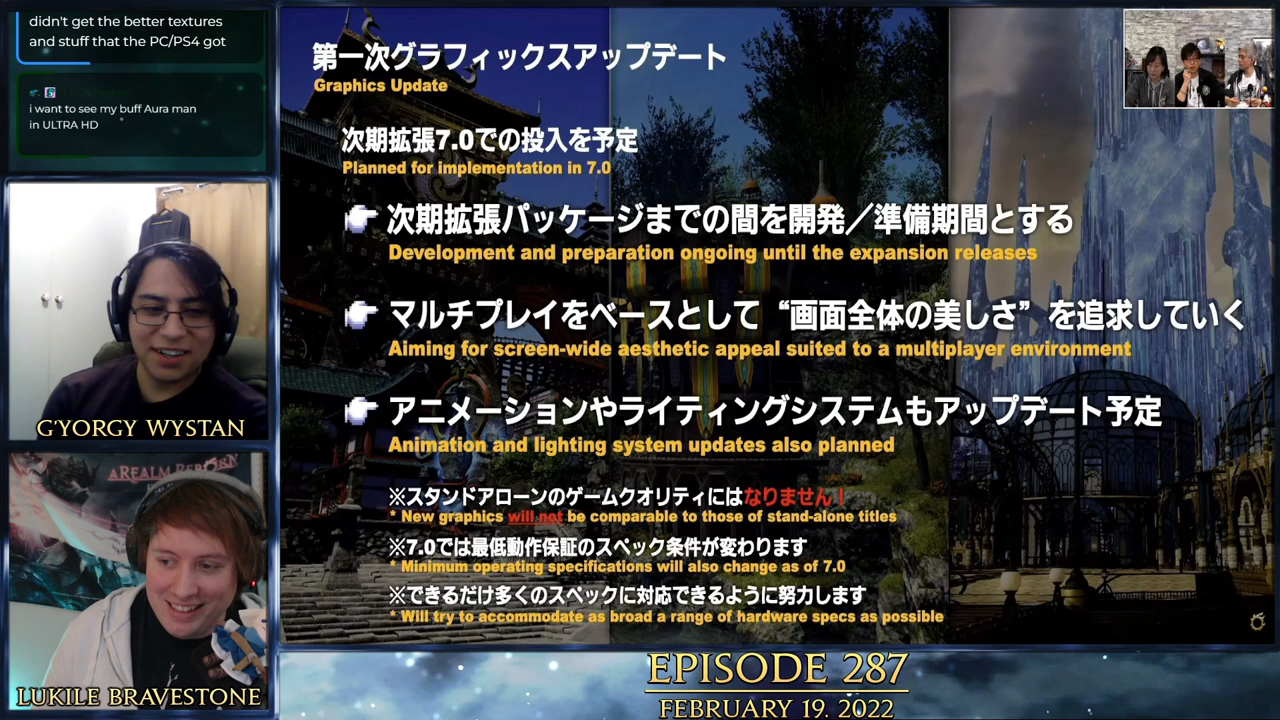 didn't get the better textures
and stuff that the PC/PS4 got
i want to see my buff Aura man
in ULTRA HD
G'YORGY WYSTAN
A REALM REBORN
LUKILE BRAVESTONE
第一次グラフィックスアップデート
Graphics Update
次期拡張7.0での投入を予定
Planned for implementation in 7.0
次期拡張パッケージまでの間を開発／準備期間とする
Development and preparation ongoing until the expansion releases
マルチプレイをベースとして“画面全体の美しさ”を追求していく
Aiming for screen-wide aesthetic appeal suited to a multiplayer environment
アニメーションやライティングシステムもアップデート予定
Animation and lighting system updates also planned
※スタンドアローンのゲームクオリティにはなりません！
* New graphics will not be comparable to those of stand-alone titles
※7.0では最低動作保証のスペック条件が変わります
* Minimum operating specifications will also change as of 7.0
※できるだけ多くのスペックに対応できるように努力します
* Will try to accommodate as broad a range of hardware specs as possible
EPISODE 287
FEBRUARY 19, 2022